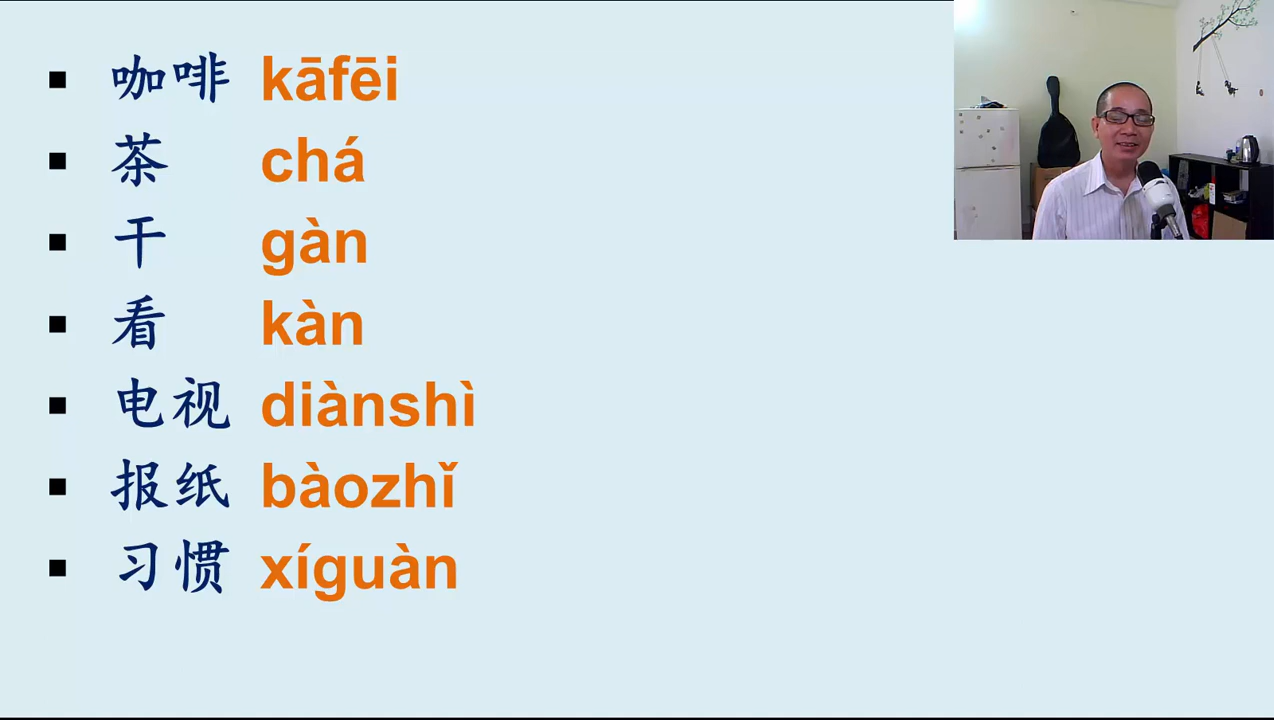 ▪ 咖啡 kāfēi
▪ 茶 chá
▪ 干 gàn
▪ 看 kàn
▪ 电视 diànshì
▪ 报纸 bàozhǐ
▪ 习惯 xíguàn